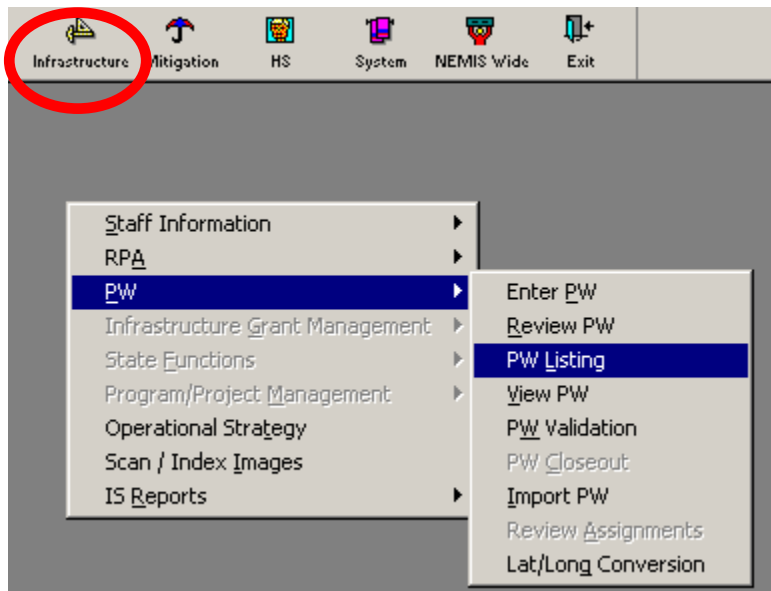 Infrastructure Mitigation HS System NEMIS Wide Exit
Staff Information
RPA
PW
Infrastructure Grant Management
State Functions
Program/Project Management
Operational Strategy
Scan / Index Images
IS Reports
Enter PW
Review PW
PW Listing
View PW
PW Validation
PW Closeout
Import PW
Review Assignments
Lat/Long Conversion